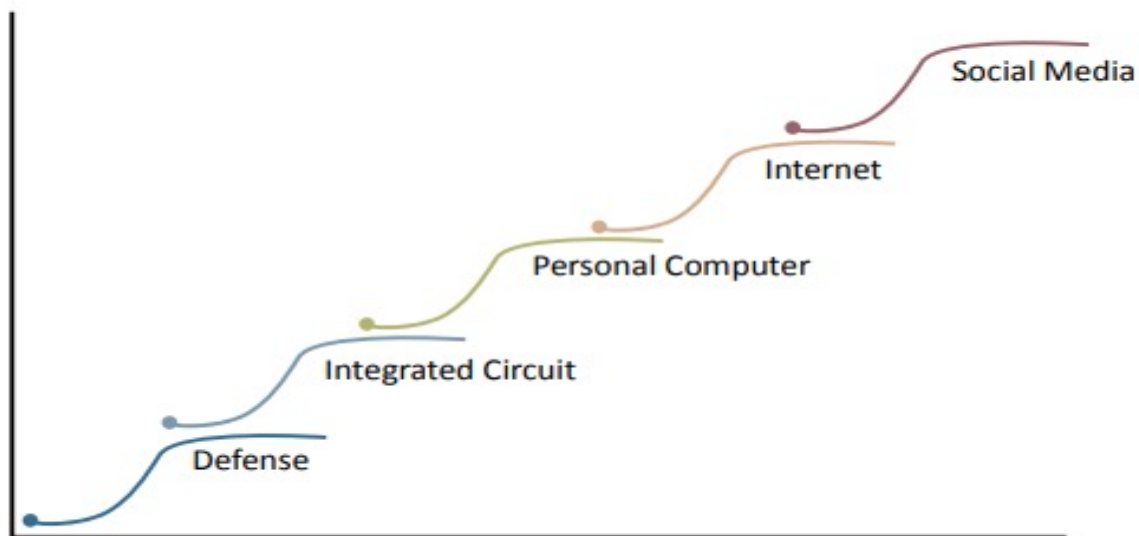 Social Media
Internet
Personal Computer
Integrated Circuit
Defense